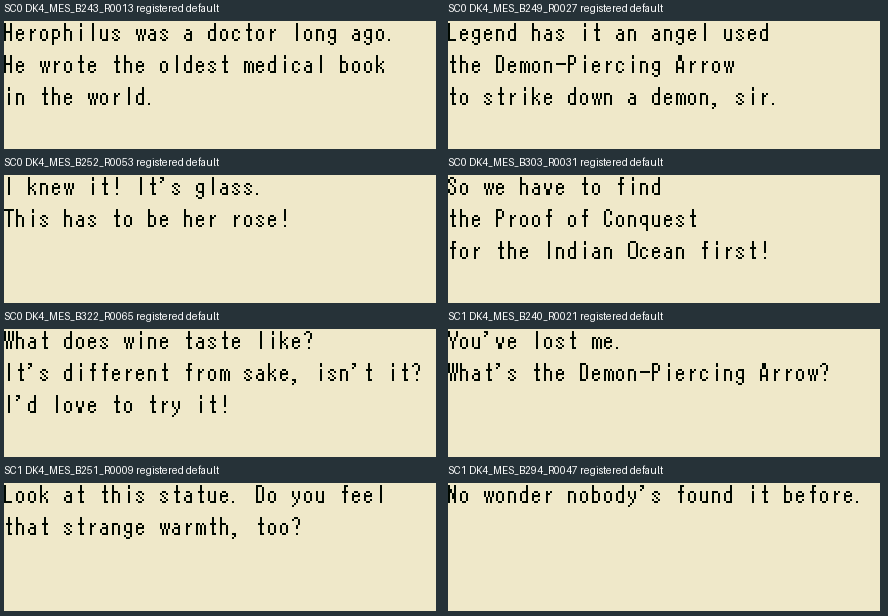 SC0 DK4_MES_B243_R0013 registered default
Herophilus was a doctor long ago.
He wrote the oldest medical book
in the world.
SC0 DK4_MES_B249_R0027 registered default
Legend has it an angel used
the Demon-Piercing Arrow
to strike down a demon, sir.
SC0 DK4_MES_B252_R0053 registered default
I knew it! It's glass.
This has to be her rose!
SC0 DK4_MES_B303_R0031 registered default
So we have to find
the Proof of Conquest
for the Indian Ocean first!
SC0 DK4_MES_B322_R0065 registered default
What does wine taste like?
It's different from sake, isn't it?
I'd love to try it!
SC1 DK4_MES_B240_R0021 registered default
You've lost me.
What's the Demon-Piercing Arrow?
SC1 DK4_MES_B251_R0009 registered default
Look at this statue. Do you feel
that strange warmth, too?
SC1 DK4_MES_B294_R0047 registered default
No wonder nobody's found it before.